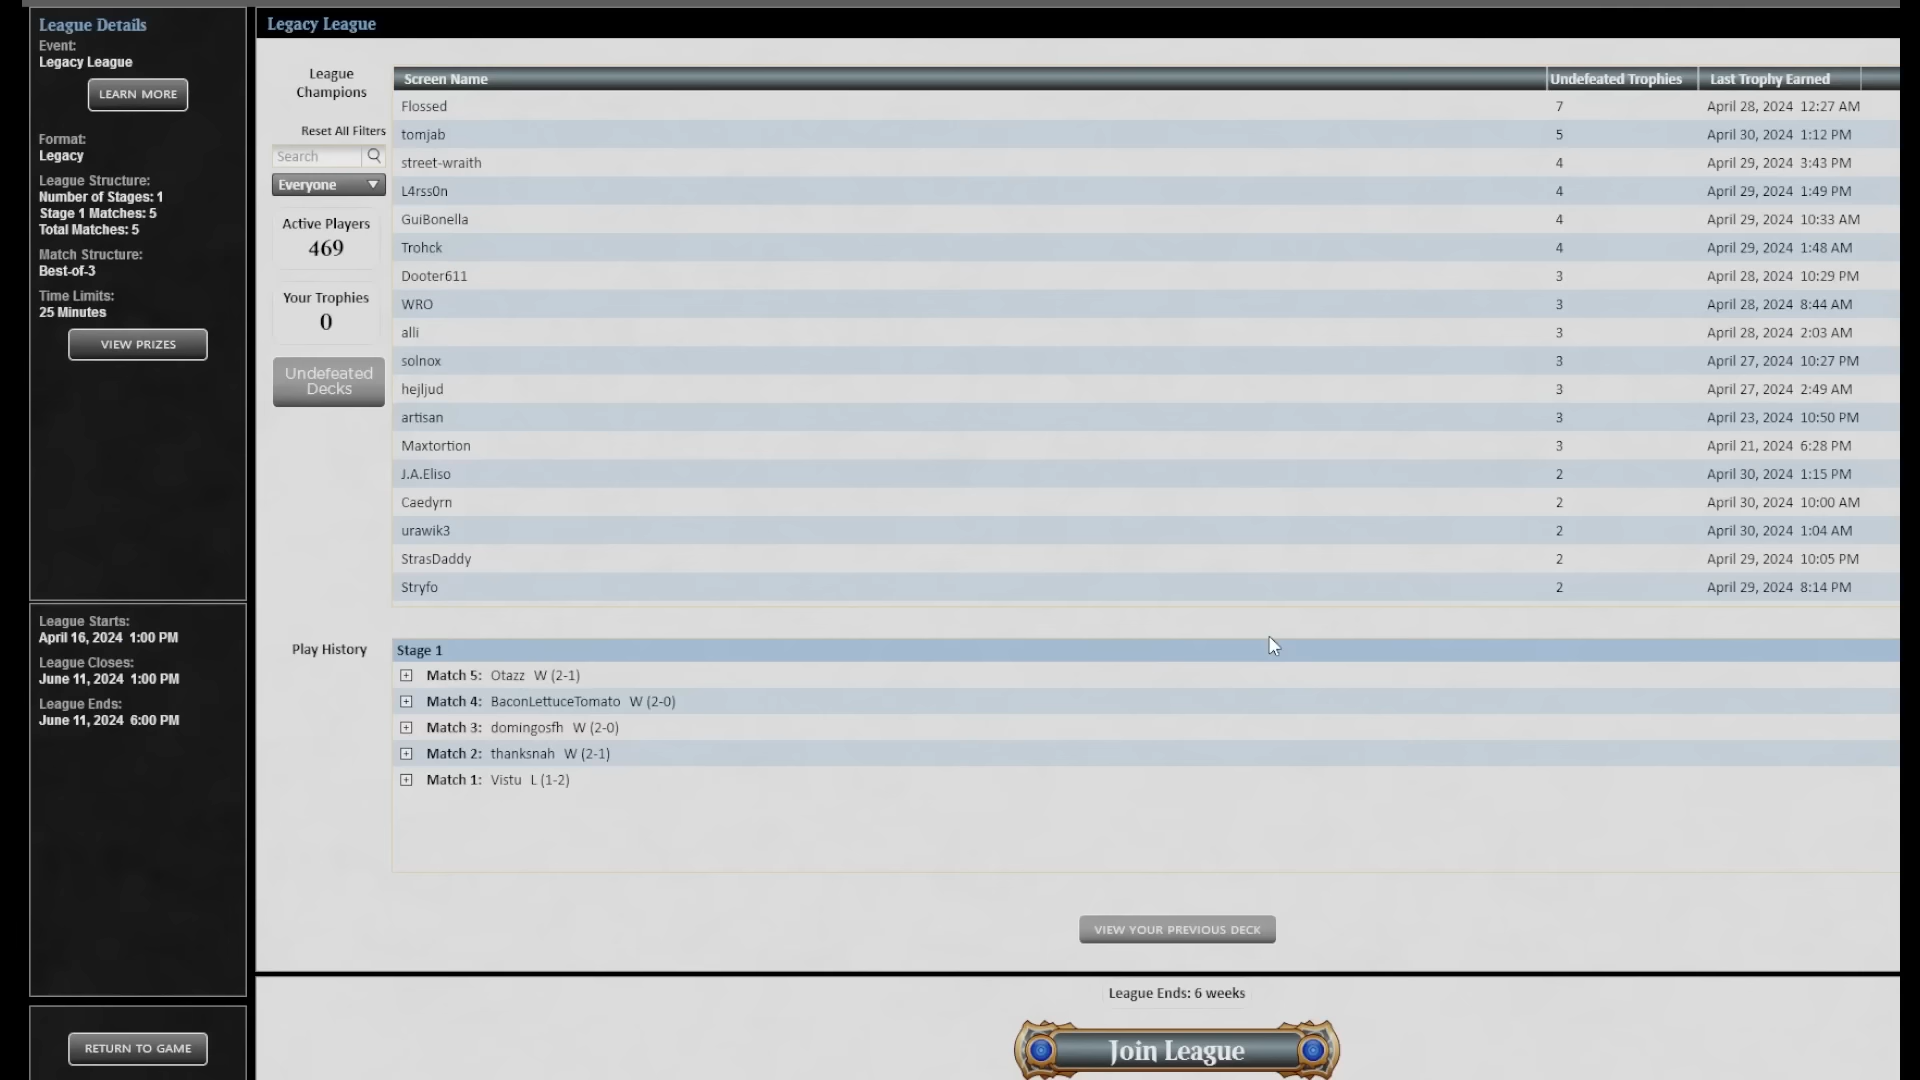 League Details
Event:
Legacy League
LEARN MORE
Format:
Legacy
League Structure:
Number of Stages: 1
Stage 1 Matches: 5
Total Matches: 5
Match Structure:
Best-of-3
Time Limits:
25 Minutes
VIEW PRIZES
League Starts:
April 16, 2024 1:00 PM
League Closes:
June 11, 2024 1:00 PM
League Ends:
June 11, 2024 6:00 PM
RETURN TO GAME
Legacy League
League
Champions
Reset All Filters
Search
Everyone
Active Players
469
Your Trophies
0
Undefeated
Decks
Screen Name Undefeated Trophies Last Trophy Earned
Flossed 7 April 28, 2024 12:27 AM
tomjab 5 April 30, 2024 1:12 PM
street-wraith 4 April 29, 2024 3:43 PM
L4rss0n 4 April 29, 2024 1:49 PM
GuiBonella 4 April 29, 2024 10:33 AM
Trohck 4 April 29, 2024 1:48 AM
Dooter611 3 April 28, 2024 10:29 PM
WRO 3 April 28, 2024 8:44 AM
alli 3 April 28, 2024 2:03 AM
solnox 3 April 27, 2024 10:27 PM
hejljud 3 April 27, 2024 2:49 AM
artisan 3 April 23, 2024 10:50 PM
Maxtortion 3 April 21, 2024 6:28 PM
J.A.Eliso 2 April 30, 2024 1:15 PM
Caedyrn 2 April 30, 2024 10:00 AM
urawik3 2 April 30, 2024 1:04 AM
StrasDaddy 2 April 29, 2024 10:05 PM
Stryfo 2 April 29, 2024 8:14 PM
Play History
Stage 1
Match 5: Otazz W (2-1)
Match 4: BaconLettuceTomato W (2-0)
Match 3: domingosfh W (2-0)
Match 2: thanksnah W (2-1)
Match 1: Vistu L (1-2)
VIEW YOUR PREVIOUS DECK
League Ends: 6 weeks
Join League